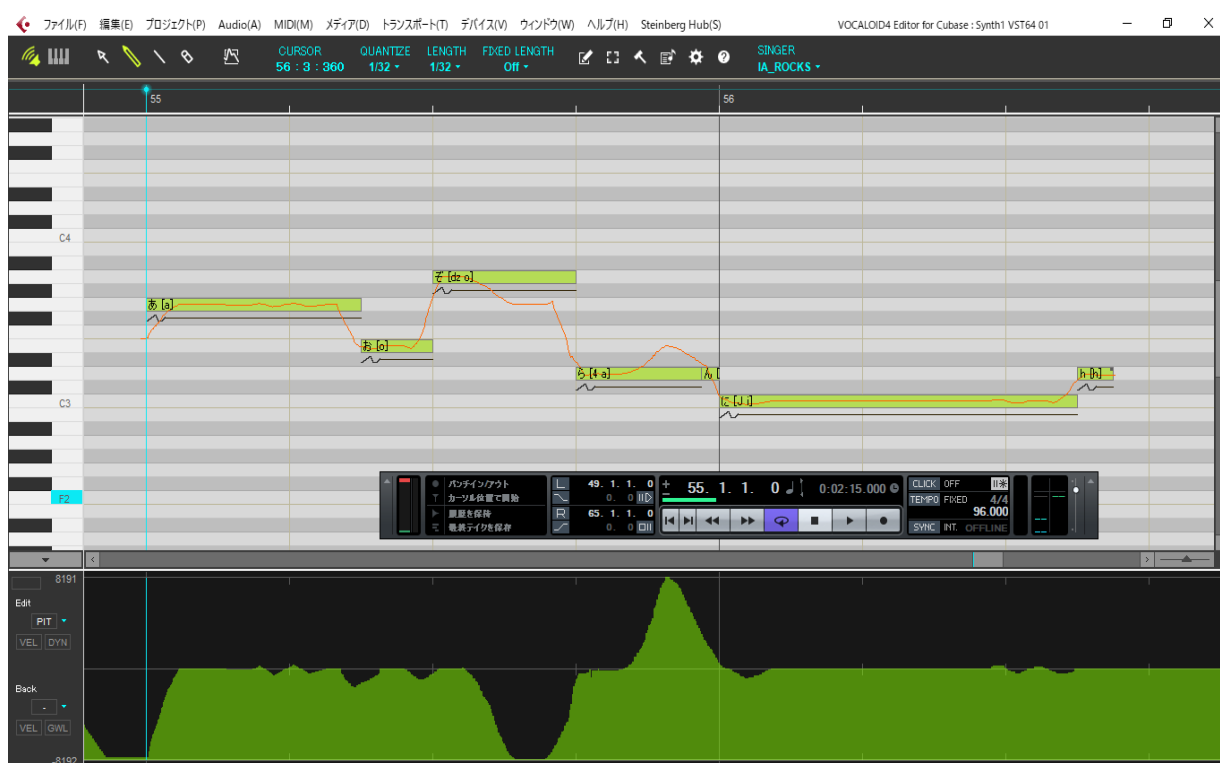 ファイル(F) 編集(E) プロジェクト(P) Audio(A) MIDI(M) メディア(D) トランスポート(T) デバイス(V) ウィンドウ(W) ヘルプ(H) Steinberg Hub(S) VOCALOID4 Editor for Cubase : Synth1 VST64 01
CURSOR QUANTIZE LENGTH FIXED LENGTH SINGER
56 : 3 : 360 1/32 1/32 Off IA_ROCKS
55 56
C4
ぞ [dz o]
あ [a]
お [o]
ら [4 a] ん [ h [h]
C3 に [J i]
パンチイン/アウト L 49. 1. 1. 0 55. 1. 1. 0 0:02:15.000 CLICK OFF
カーソル位置で開始 0. 0 TEMPO FIXED 4/4
F2
履歴を保持 R 65. 1. 1. 0 96.000
最終テイクを保存 0. 0 SYNC INT. OFFLINE
8191
Edit
PIT
VEL DYN
Back
-
VEL GWL
-8192